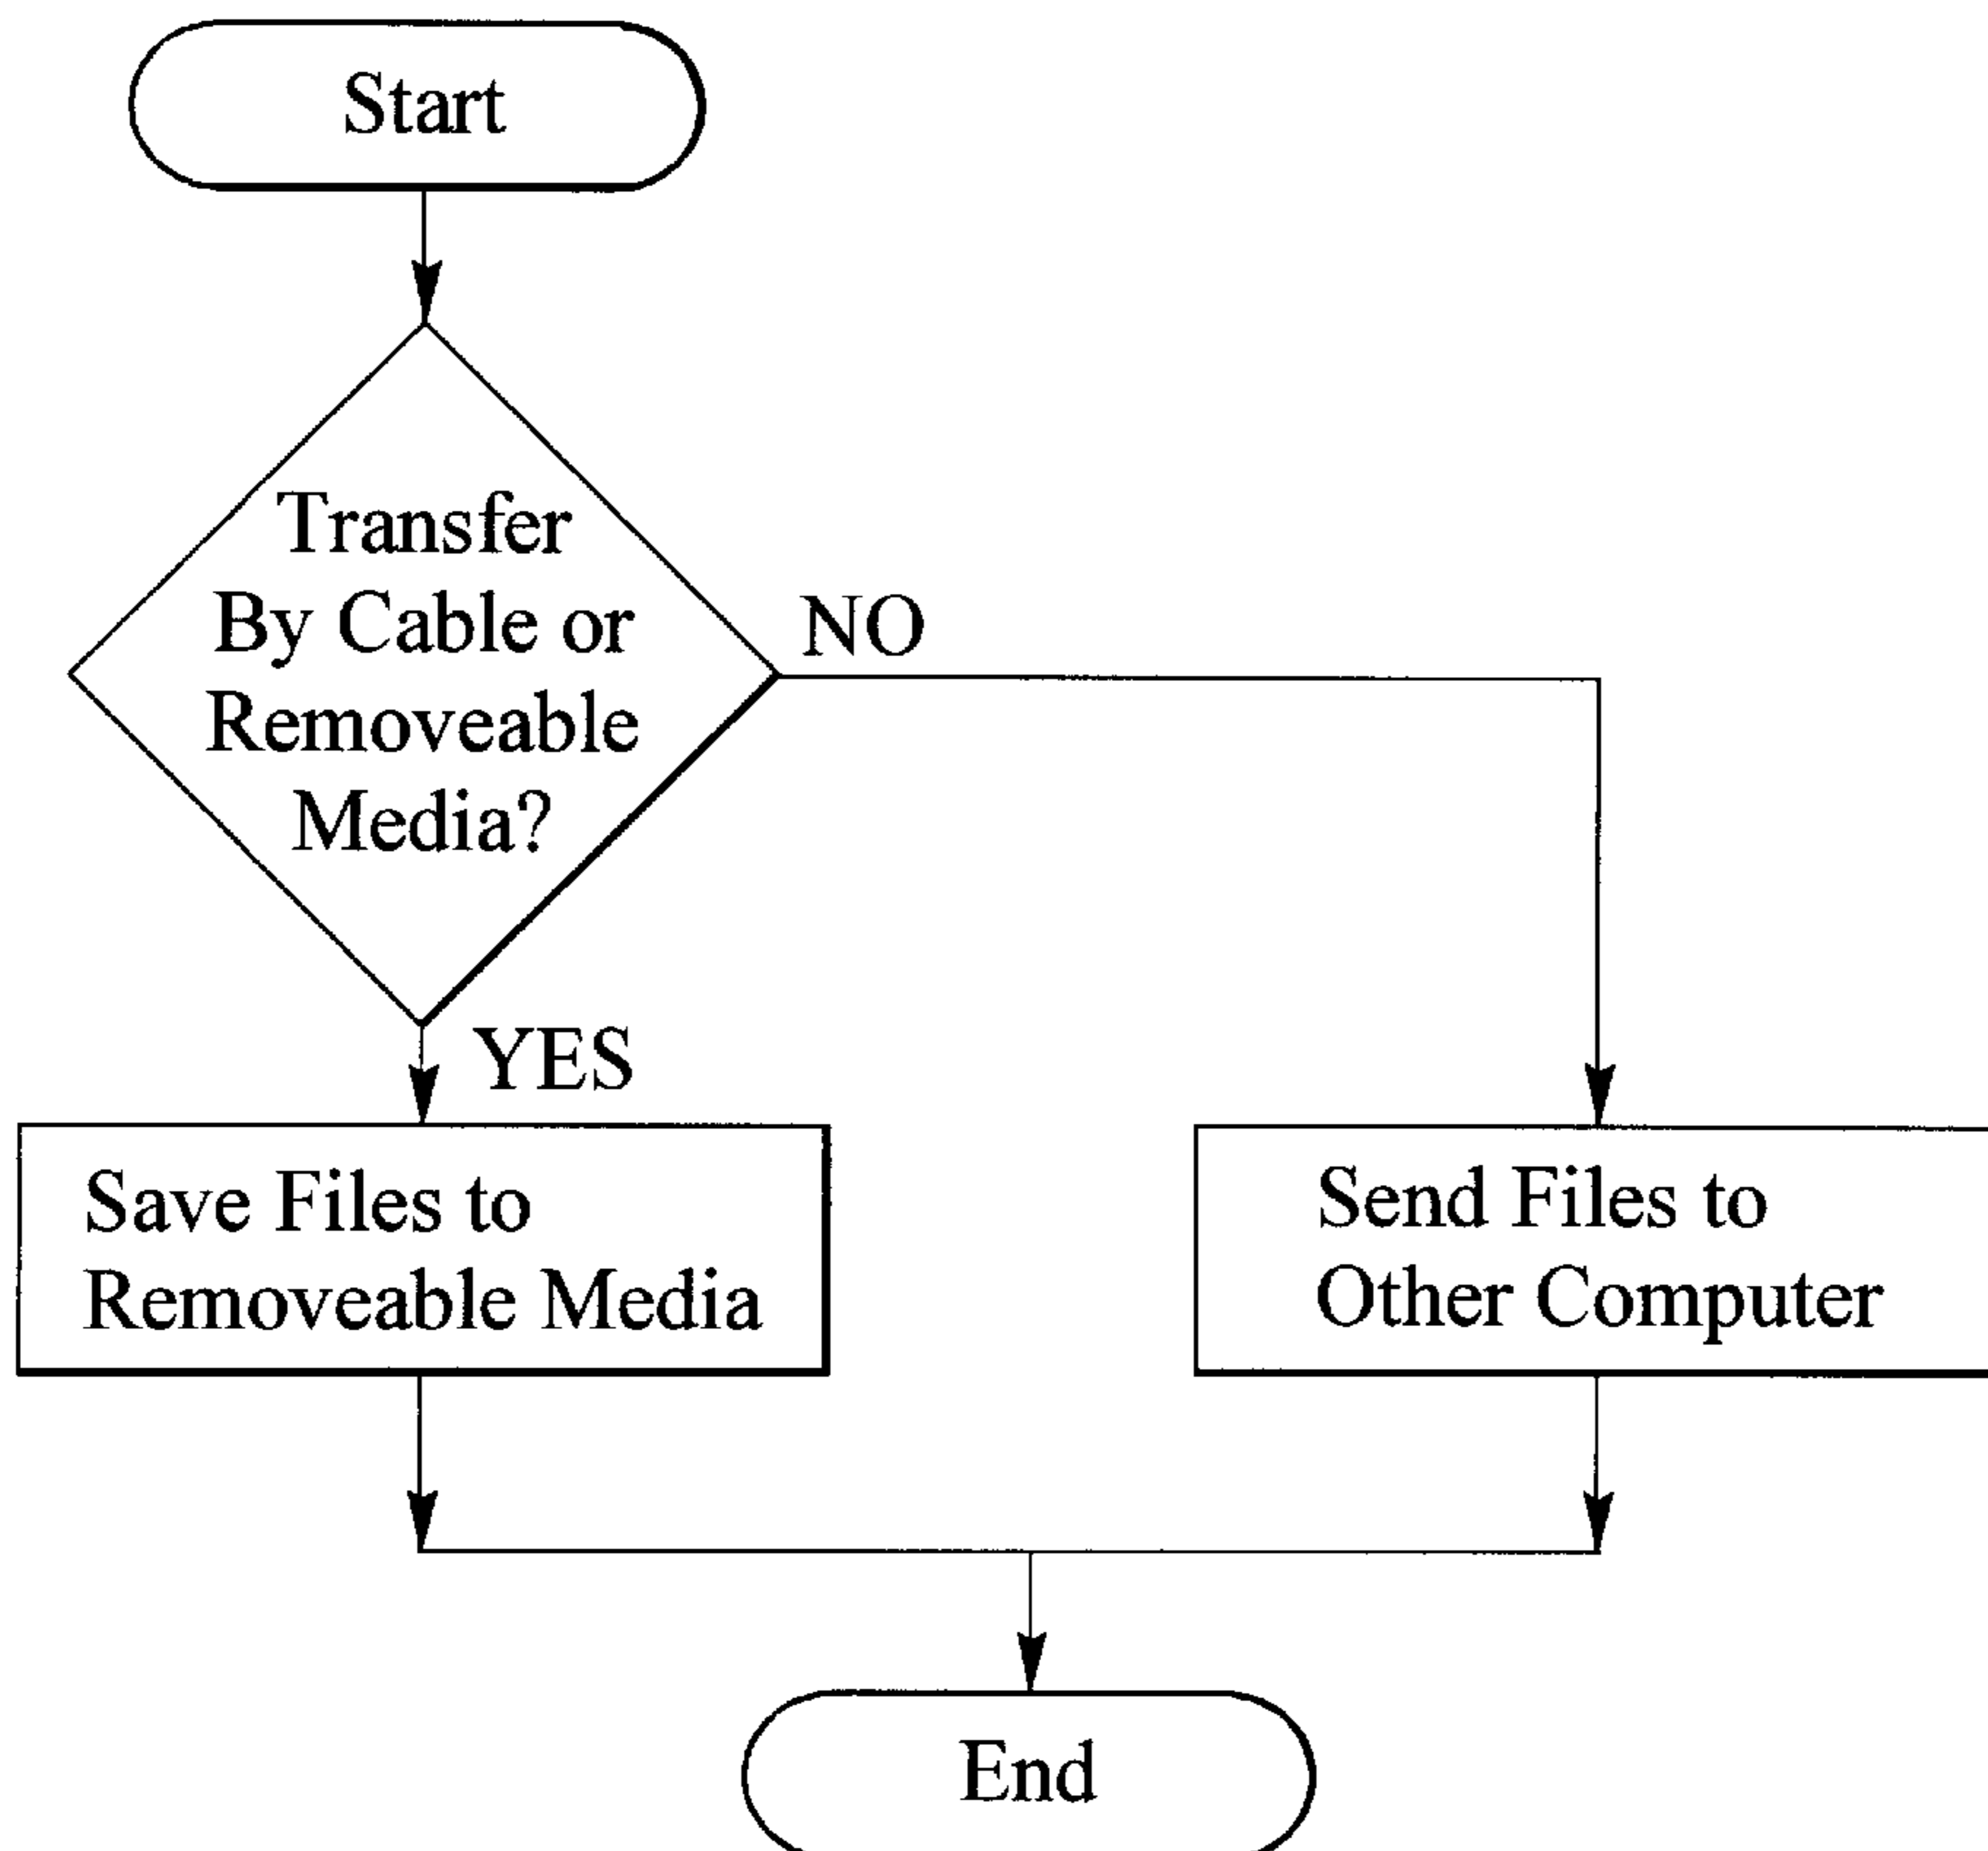 Start
Transfer
By Cable or
Removeable
Media?
NO
YES
Save Files to
Removeable Media
Send Files to
Other Computer
End